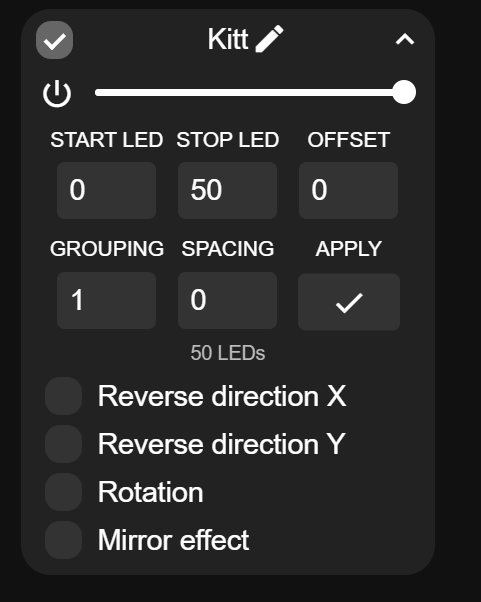 Kitt
START LED STOP LED OFFSET
0 50 0
GROUPING SPACING APPLY
1 0
50 LEDs
Reverse direction X
Reverse direction Y
Rotation
Mirror effect